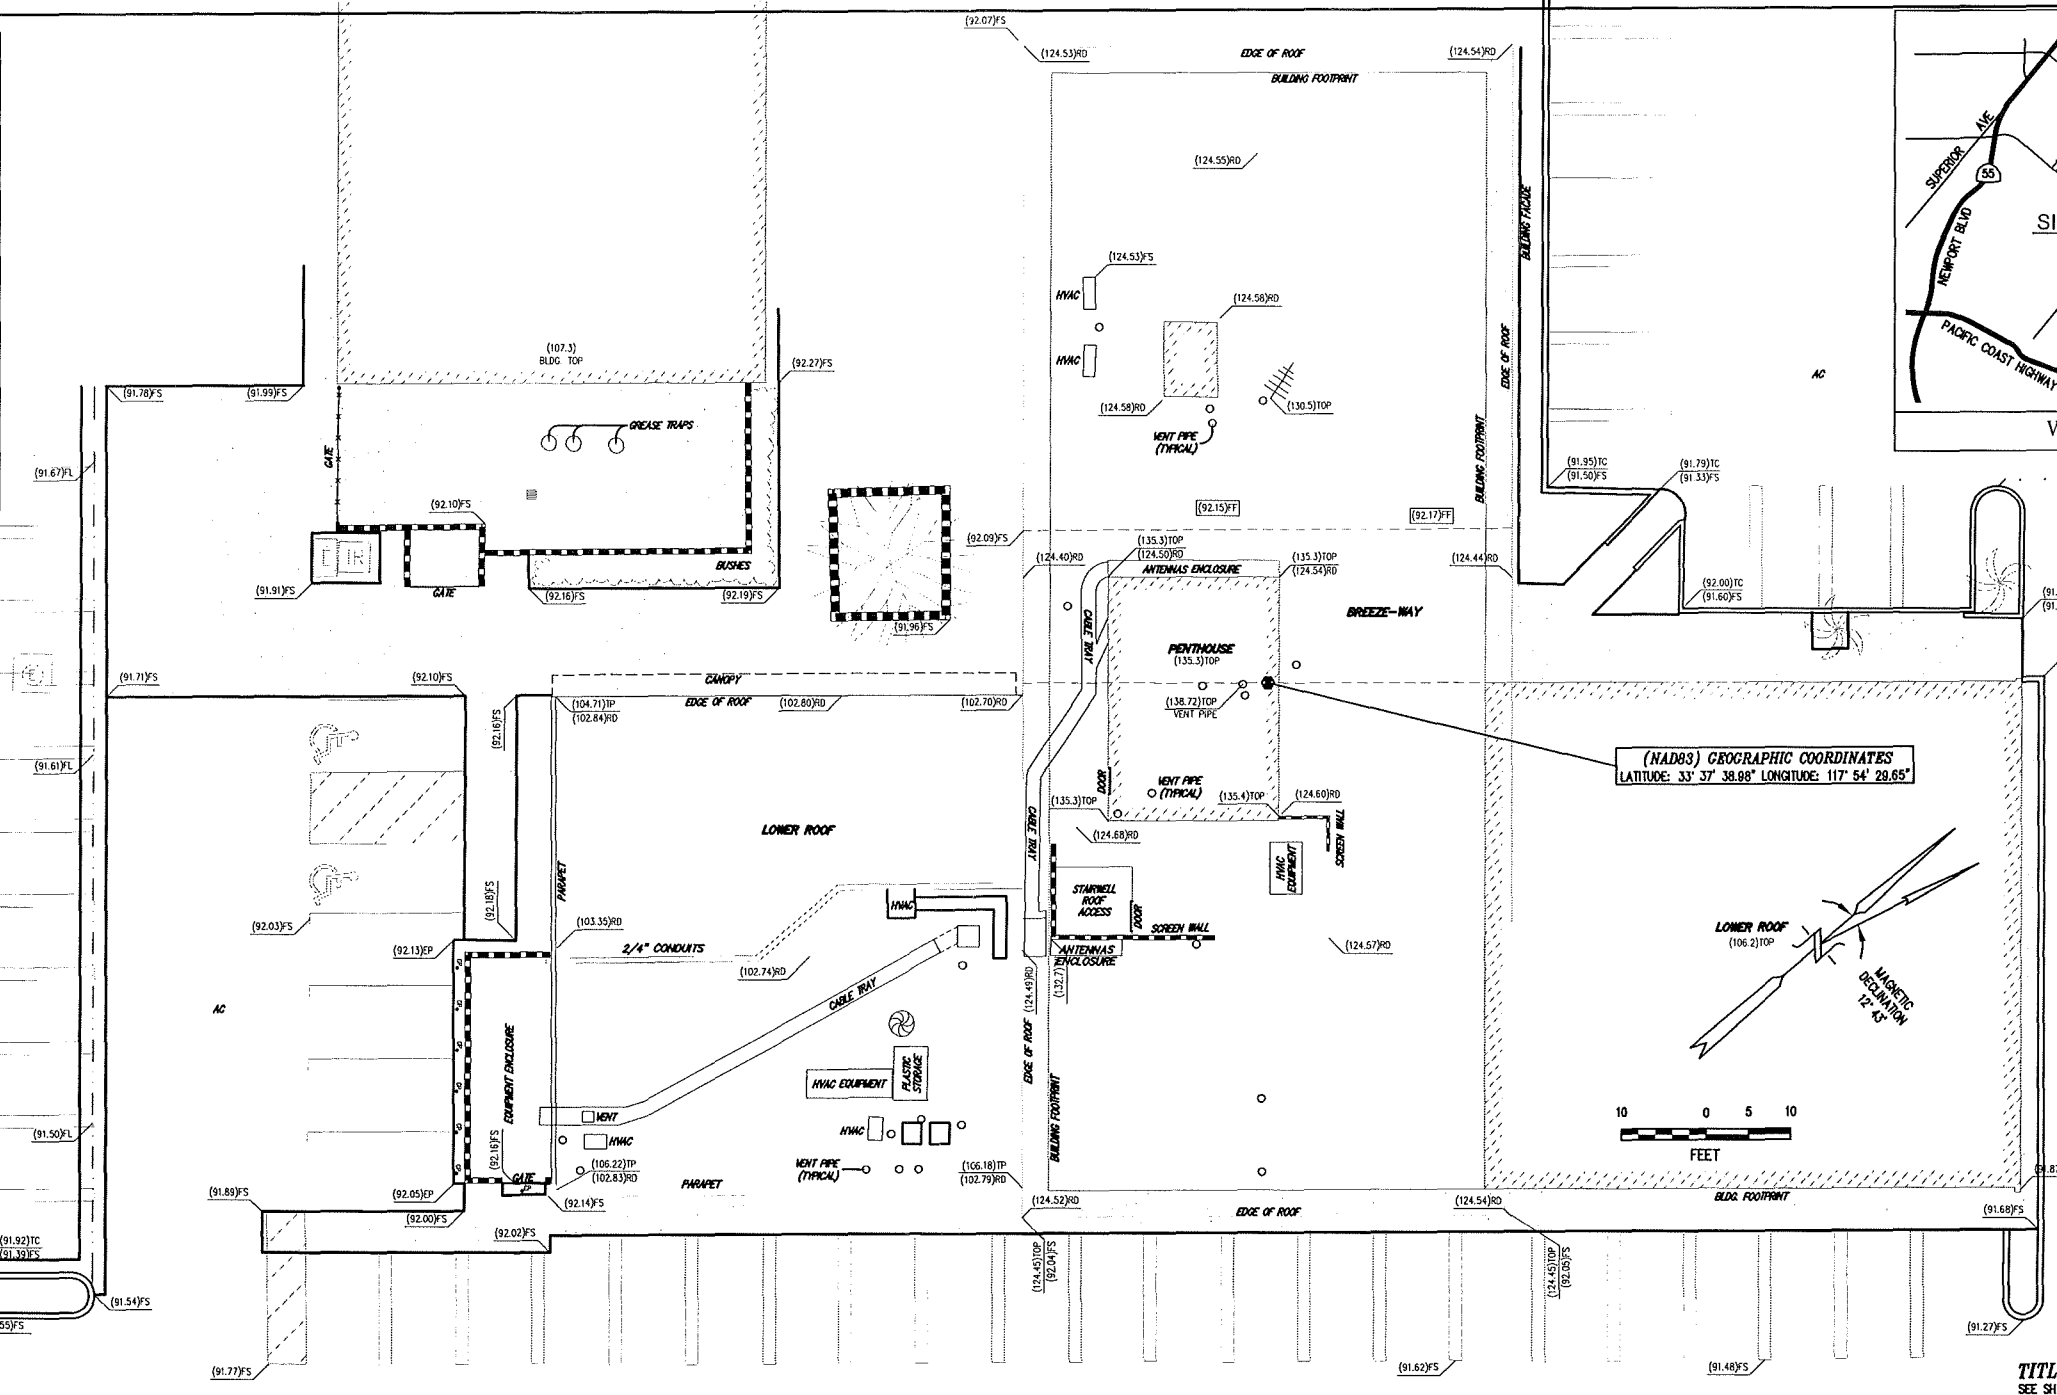 (92.07)FS
(124.53)RD
EDGE OF ROOF
(124.54)RD
BUILDING FOOTPRINT
SUPERIOR AVE
55
NEWPORT BLVD
PACIFIC COAST HIGHWAY
SI
V
(124.55)RD
BUILDING FACADE
(124.53)FS
HVAC
(124.58)RD
HVAC
EDGE OF ROOF
(107.3)
BLDG. TOP
(92.27)FS
AC
(91.78)FS
(91.99)FS
(124.58)RD
(130.5)TOP
GREASE TRAPS
VENT PIPE
(TYPICAL)
BUILDING FOOTPRINT
GATE
(91.67)FL
(91.95)TC
(91.50)FS
(91.79)TC
(91.33)FS
(92.10)FS
(92.15)FF
(92.17)FF
(92.09)FS
(135.3)TOP
(124.50)RD
(124.40)RD
(135.3)TOP
(124.54)RD
(124.44)RD
ANTENNAS ENCLOSURE
BUSHES
(91.91)FS
GATE
(92.16)FS
(92.19)FS
(92.00)TC
(91.60)FS
(91.
(91.
(91.96)FS
CABLE TRAY
BREEZE-WAY
PENTHOUSE
(135.3)TOP
(91.71)FS
(92.10)FS
CANOPY
EDGE OF ROOF
(104.71)TP
(102.84)RD
(102.80)RD
(102.70)RD
(138.72)TOP
VENT PIPE
(92.16)FS
(NAD83) GEOGRAPHIC COORDINATES
LATITUDE: 33° 37' 38.98" LONGITUDE: 117° 54' 29.65"
(91.61)FL
DOOR
VENT PIPE
(TYPICAL)
(135.3)TOP
(135.4)TOP
(124.60)RD
LOWER ROOF
CABLE TRAY
(124.68)RD
SCREEN WALL
HVAC
EQUIPMENT
PARAPET
STAIRWELL
ROOF
ACCESS
DOOR
HVAC
(92.18)FS
(92.03)FS
(103.35)RD
SCREEN WALL
LOWER ROOF
(106.2)TOP
(92.13)EP
2/4" CONDUITS
ANTENNAS
ENCLOSURE
(124.57)RD
(102.74)RD
(132.7)
(124.49)RD
MAGNETIC
DECLINATION
12° 43'
CABLE TRAY
AC
EQUIPMENT ENCLOSURE
EDGE OF ROOF
HVAC EQUIPMENT
PLASTIC
STORAGE
BUILDING FOOTPRINT
VENT
HVAC
HVAC
10 0 5 10
FEET
(91.50)FL
(92.16)FS
VENT PIPE
(TYPICAL)
(106.22)TP
(102.83)RD
(106.18)TP
(102.79)RD
PARAPET
GATE
EP
(91.89)FS
(92.05)EP
(92.14)FS
(92.00)FS
(124.52)RD
(124.54)RD
EDGE OF ROOF
BLDG. FOOTPRINT
(91.68)FS
(91.87
(91.92)TC
(91.39)FS
(92.02)FS
(124.45)TOP
(92.04)FS
(124.45)TOP
(92.05)FS
(91.54)FS
55)FS
(91.77)FS
(91.62)FS
(91.48)FS
(91.27)FS
TITL
SEE SH